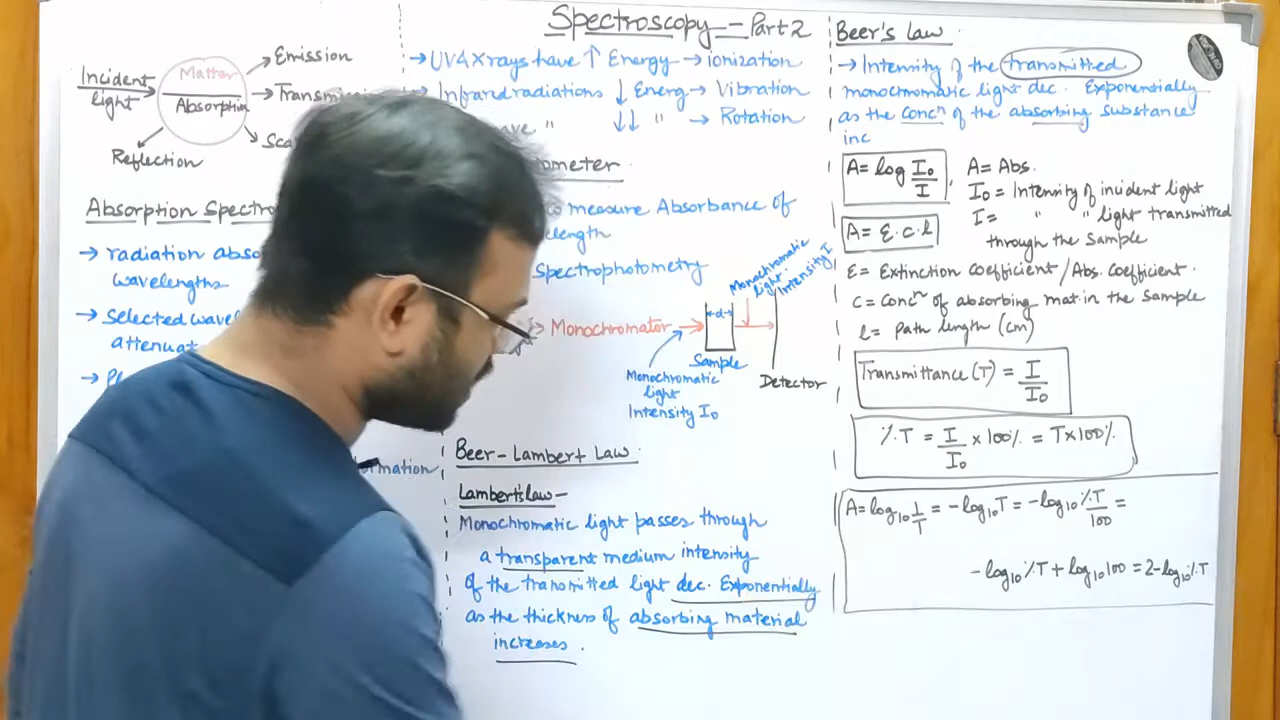 Spectroscopy - Part 2
Incident
light
Matter
Absorption
Emission
Reflection
Absorption Spectro
→ radiation abso
wavelengths
→ Selected wavel
attenuat
→ UV & X rays have ↑ Energy → ionization
Infrared radiations ↓ Energy → Vibration
ave " ↓↓ " → Rotation
ometer
to measure Absorbance of
elength
Spectrophotometry
→ Monochromator
←d→
Sample
Monochromatic
light
Intensity I₀
Monochromatic
light
Intensity I
Detector
mation
Beer-Lambert Law
Lambert's law -
Monochromatic light passes through
a transparent medium intensity
of the transmitted light dec. Exponentially
as the thickness of absorbing material
increases.
Beer's law
→ Intensity of the transmitted
monochromatic light dec. Exponentially
as the concⁿ of the absorbing substance
inc
A = log I₀/I , A = Abs.
I₀ = Intensity of incident light
I = " " light transmitted
through the sample
A = ε·c·l
ε = Extinction coefficient/Abs. coefficient.
c = concⁿ of absorbing mat. in the sample
l = path length (cm)
Transmittance (T) = I/I₀
%T = I/I₀ × 100% = T × 100%
A = log₁₀ 1/T = -log₁₀ T = -log₁₀ %T/100 =
-log₁₀ %T + log₁₀ 100 = 2 - log₁₀ %T